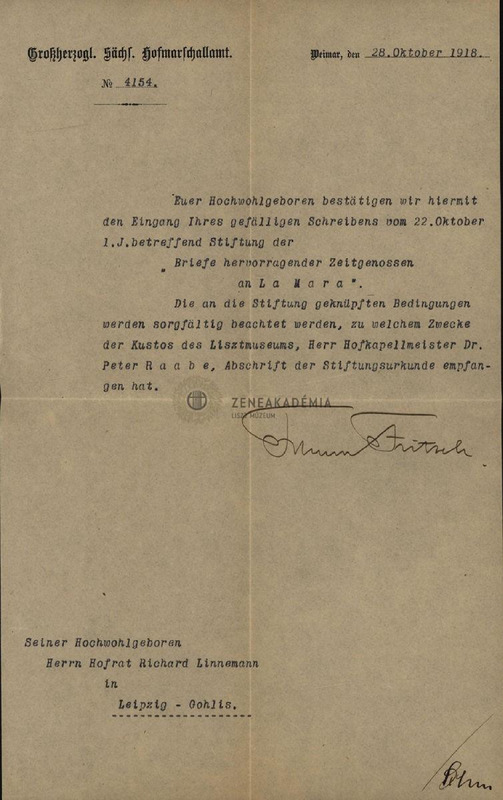 Großherzogl. Sächs. Hofmarschallamt.
Weimar, den 28.Oktober 1918.
№ 4154.
Euer Hochwohlgeboren bestätigen wir hiermit
den Eingang Ihres gefälligen Schreibens vom 22.Oktober
l.J.betreffend Stiftung der
„ Briefe hervorragender Zeitgenossen
an La Mara".
Die an die Stiftung geknüpften Bedingungen
werden sorgfältig beachtet werden, zu welchem Zwecke
der Kustos des Lisztmuseums, Herr Hofkapellmeister Dr.
Peter Raabe, Abschrift der Stiftungsurkunde empfan-
gen hat.
ZENEAKADÉMIA
LISZT MÚZEUM
Fritsch
Seiner Hochwohlgeboren
Herrn Hofrat Richard Linnemann
in
Leipzig - Gohlis.